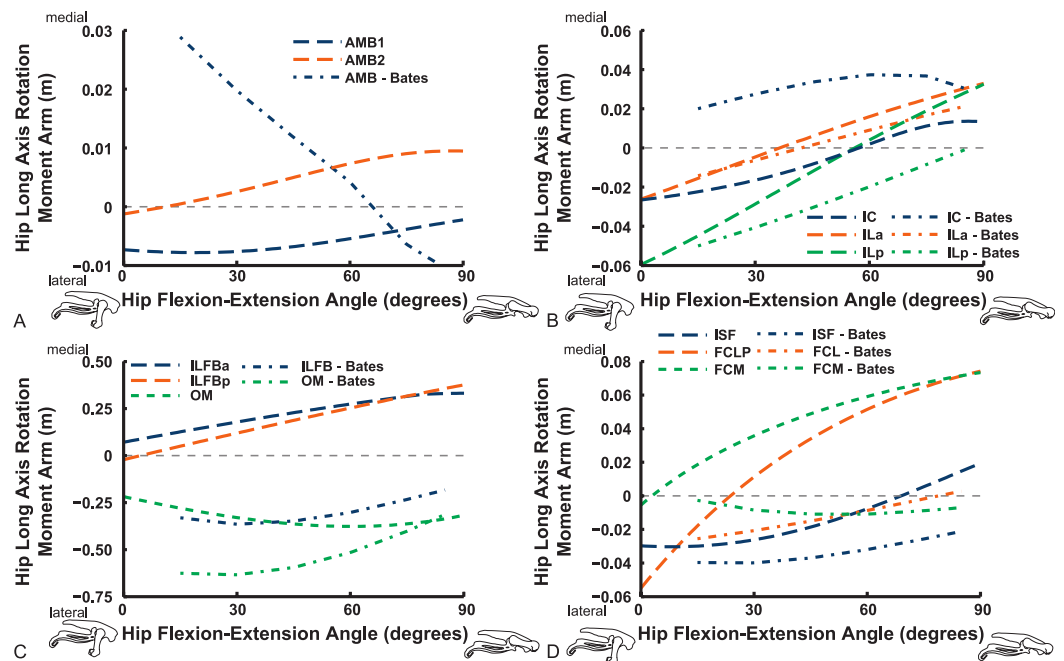 medial
0.03
0.02
0.01
0
−0.01
Hip Long Axis Rotation
Moment Arm (m)
AMB1
AMB2
AMB - Bates
0
30
60
90
lateral
Hip Flexion-Extension Angle (degrees)
A
medial
0.06
0.04
0.02
0
−0.02
−0.04
−0.06
Hip Long Axis Rotation
Moment Arm (m)
IC
IC - Bates
ILa
ILa - Bates
ILp
ILp - Bates
0
30
60
90
lateral
Hip Flexion-Extension Angle (degrees)
B
medial
0.50
0.25
0
−0.25
−0.50
−0.75
Hip Long Axis Rotation
Moment Arm (m)
ILFBa
ILFB - Bates
ILFBp
OM - Bates
OM
0
30
60
90
lateral
Hip Flexion-Extension Angle (degrees)
C
ISF
ISF - Bates
FCLP
FCL - Bates
FCM
FCM - Bates
medial
0.08
0.06
0.04
0.02
0
−0.02
−0.04
0.06
Hip Long Axis Rotation
Moment Arm (m)
0
30
60
90
lateral
Hip Flexion-Extension Angle (degrees)
D